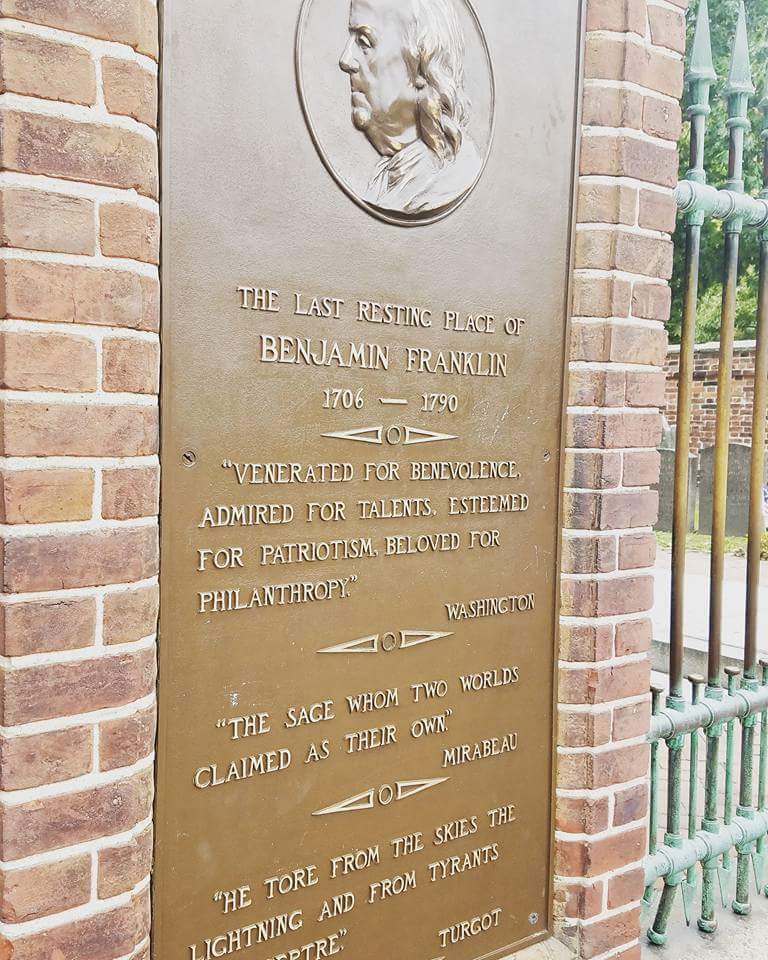 THE LAST RESTING PLACE OF
BENJAMIN FRANKLIN
1706 — 1790
"VENERATED FOR BENEVOLENCE,
ADMIRED FOR TALENTS, ESTEEMED
FOR PATRIOTISM, BELOVED FOR
PHILANTHROPY."
WASHINGTON
"THE SAGE WHOM TWO WORLDS
CLAIMED AS THEIR OWN."
MIRABEAU
"HE TORE FROM THE SKIES THE
LIGHTNING AND FROM TYRANTS
TURGOT